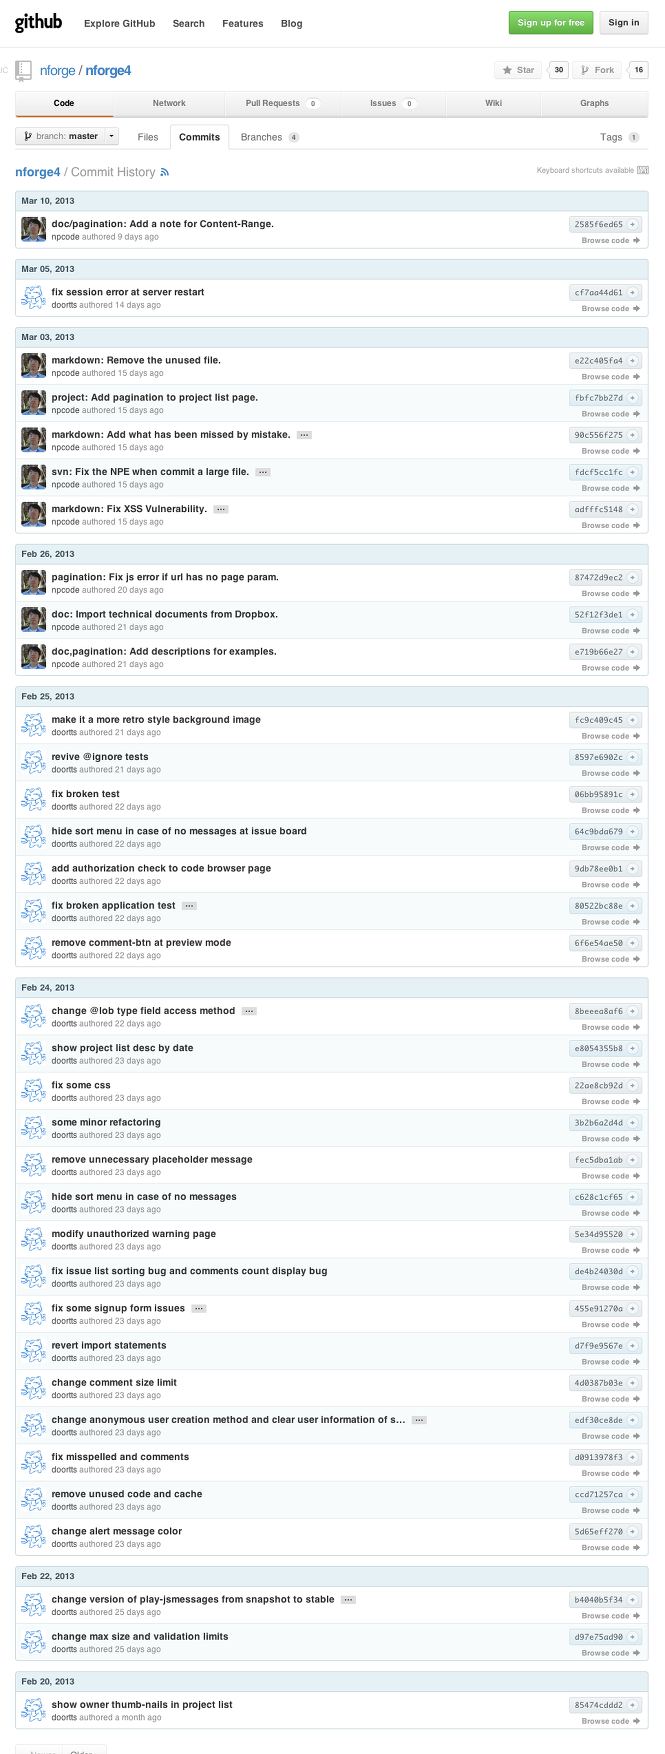 github
Explore GitHub Search Features Blog
Sign up for free Sign in
nforge / nforge4
Star 30 Fork 16
Code Network Pull Requests 0 Issues 0 Wiki Graphs
branch: master Files Commits Branches 4 Tags 1
nforge4 / Commit History
Keyboard shortcuts available
Mar 10, 2013
doc/pagination: Add a note for Content-Range. 2585f6ed65
npcode authored 9 days ago Browse code
Mar 05, 2013
fix session error at server restart cf7aa44d61
doortts authored 14 days ago Browse code
Mar 03, 2013
markdown: Remove the unused file. e22c405fa4
npcode authored 15 days ago Browse code
project: Add pagination to project list page. fbfc7bb27d
npcode authored 15 days ago Browse code
markdown: Add what has been missed by mistake. … 90c556f275
npcode authored 15 days ago Browse code
svn: Fix the NPE when commit a large file. … fdcf5cc1fc
npcode authored 15 days ago Browse code
markdown: Fix XSS Vulnerability. … adfffc5148
npcode authored 15 days ago Browse code
Feb 26, 2013
pagination: Fix js error if url has no page param. 87472d9ec2
npcode authored 20 days ago Browse code
doc: Import technical documents from Dropbox. 52f12f3de1
npcode authored 21 days ago Browse code
doc,pagination: Add descriptions for examples. e719b66e27
npcode authored 21 days ago Browse code
Feb 25, 2013
make it a more retro style background image fc9c409c45
doortts authored 21 days ago Browse code
revive @ignore tests 8597e6902c
doortts authored 21 days ago Browse code
fix broken test 06bb95891c
doortts authored 22 days ago Browse code
hide sort menu in case of no messages at issue board 64c9bda679
doortts authored 22 days ago Browse code
add authorization check to code browser page 9db78ee0b1
doortts authored 22 days ago Browse code
fix broken application test … 80522bc88e
doortts authored 22 days ago Browse code
remove comment-btn at preview mode 6f6e54ae50
doortts authored 22 days ago Browse code
Feb 24, 2013
change @lob type field access method … 8beeea8af6
doortts authored 22 days ago Browse code
show project list desc by date e8054355b8
doortts authored 23 days ago Browse code
fix some css 22ae8cb92d
doortts authored 23 days ago Browse code
some minor refactoring 3b2b6a2d4d
doortts authored 23 days ago Browse code
remove unnecessary placeholder message fec5dba1ab
doortts authored 23 days ago Browse code
hide sort menu in case of no messages c628c1cf65
doortts authored 23 days ago Browse code
modify unauthorized warning page 5e34d95520
doortts authored 23 days ago Browse code
fix issue list sorting bug and comments count display bug de4b24030d
doortts authored 23 days ago Browse code
fix some signup form issues … 455e91270a
doortts authored 23 days ago Browse code
revert import statements d7f9e9567e
doortts authored 23 days ago Browse code
change comment size limit 4d0387b03e
doortts authored 23 days ago Browse code
change anonymous user creation method and clear user information of s… … edf30ce8de
doortts authored 23 days ago Browse code
fix misspelled and comments d0913978f3
doortts authored 23 days ago Browse code
remove unused code and cache ccd71257ca
doortts authored 23 days ago Browse code
change alert message color 5d65eff270
doortts authored 23 days ago Browse code
Feb 22, 2013
change version of play-jsmessages from snapshot to stable … b4040b5f34
doortts authored 25 days ago Browse code
change max size and validation limits d97e75ad90
doortts authored 25 days ago Browse code
Feb 20, 2013
show owner thumb-nails in project list 85474cddd2
doortts authored a month ago Browse code